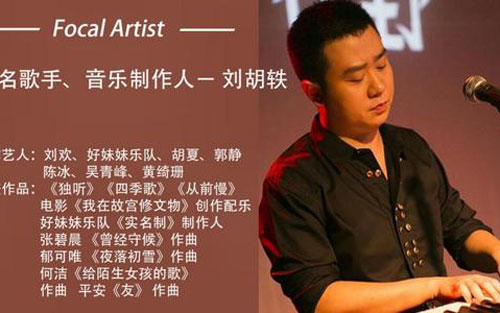 Focal Artist
名歌手、音乐制作人－ 刘胡轶
艺人：刘欢、好妹妹乐队、胡夏、郭静
陈冰、吴青峰、黄绮珊
作品：《独听》《四季歌》《从前慢》
电影《我在故宫修文物》创作配乐
好妹妹乐队《实名制》制作人
张碧晨《曾经守候》作曲
郁可唯 《夜落初雪》作曲
何洁《给陌生女孩的歌》
作曲 平安《友》 作曲